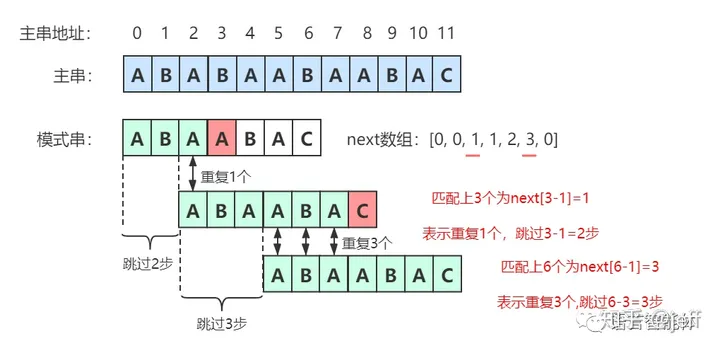 主串地址: 0 1 2 3 4 5 6 7 8 9 10 11
主串: A B A B A A B A A B A C
模式串: A B A A B A C next数组: [0, 0, 1, 1, 2, 3, 0]
重复1个
A B A A B A C
匹配上3个为next[3-1]=1
表示重复1个，跳过3-1=2步
跳过2步
重复3个
A B A A B A C
匹配上6个为next[6-1]=3
表示重复3个,跳过6-3=3步
跳过3步